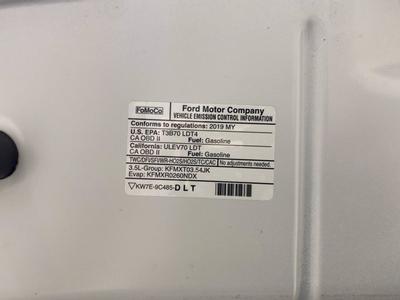 FoMoCo
Ford Motor Company
VEHICLE EMISSION CONTROL INFORMATION
Conforms to regulations: 2019 MY
U.S. EPA: T3B70 LDT4
CA OBD II Fuel: Gasoline
California: ULEV70 LDT
CA OBD II Fuel: Gasoline
TWC/DFI/SFI/WR-HO2S/HO2S/TC/CAC No adjustments needed.
3.5L-Group: KFMXT03.54JK
Evap: KFMXR0260NDX
KW7E-9C485-DLT